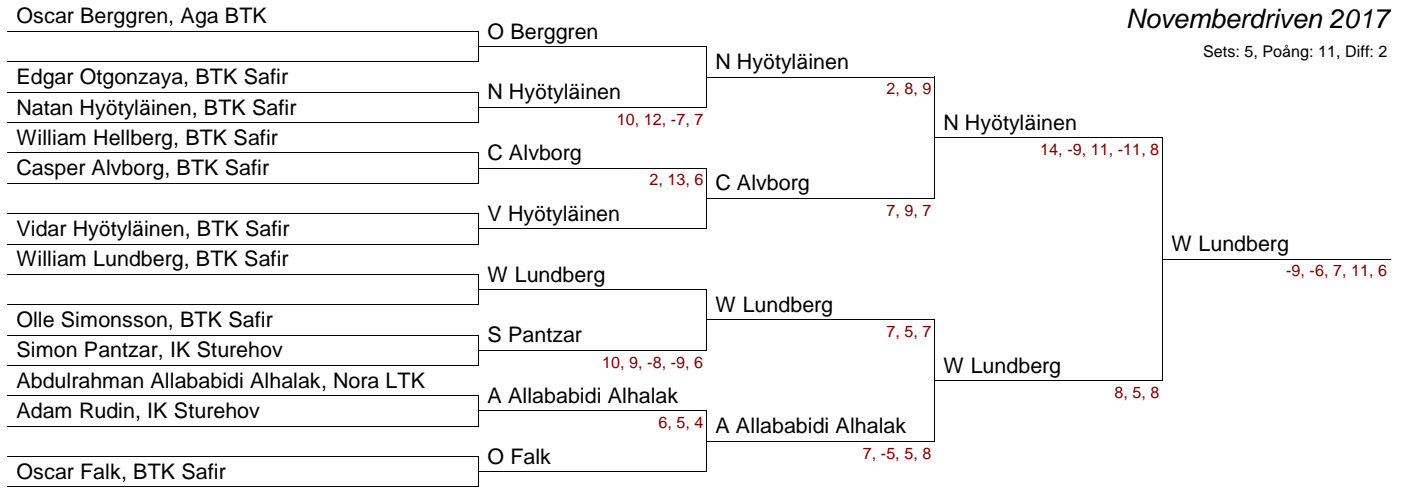 Novemberdriven 2017
Sets: 5, Poång: 11, Diff: 2
Oscar Berggren, Aga BTK
Edgar Otgonzaya, BTK Safir
Natan Hyötyläinen, BTK Safir
William Hellberg, BTK Safir
Casper Alvborg, BTK Safir
Vidar Hyötyläinen, BTK Safir
William Lundberg, BTK Safir
Olle Simonsson, BTK Safir
Simon Pantzar, IK Sturehov
Abdulrahman Allababidi Alhalak, Nora LTK
Adam Rudin, IK Sturehov
Oscar Falk, BTK Safir
O Berggren
N Hyötyläinen
10, 12, -7, 7
C Alvborg
2, 13, 6
V Hyötyläinen
W Lundberg
S Pantzar
10, 9, -8, -9, 6
A Allababidi Alhalak
6, 5, 4
O Falk
N Hyötyläinen
2, 8, 9
C Alvborg
7, 9, 7
W Lundberg
7, 5, 7
A Allababidi Alhalak
7, -5, 5, 8
N Hyötyläinen
14, -9, 11, -11, 8
W Lundberg
8, 5, 8
W Lundberg
-9, -6, 7, 11, 6